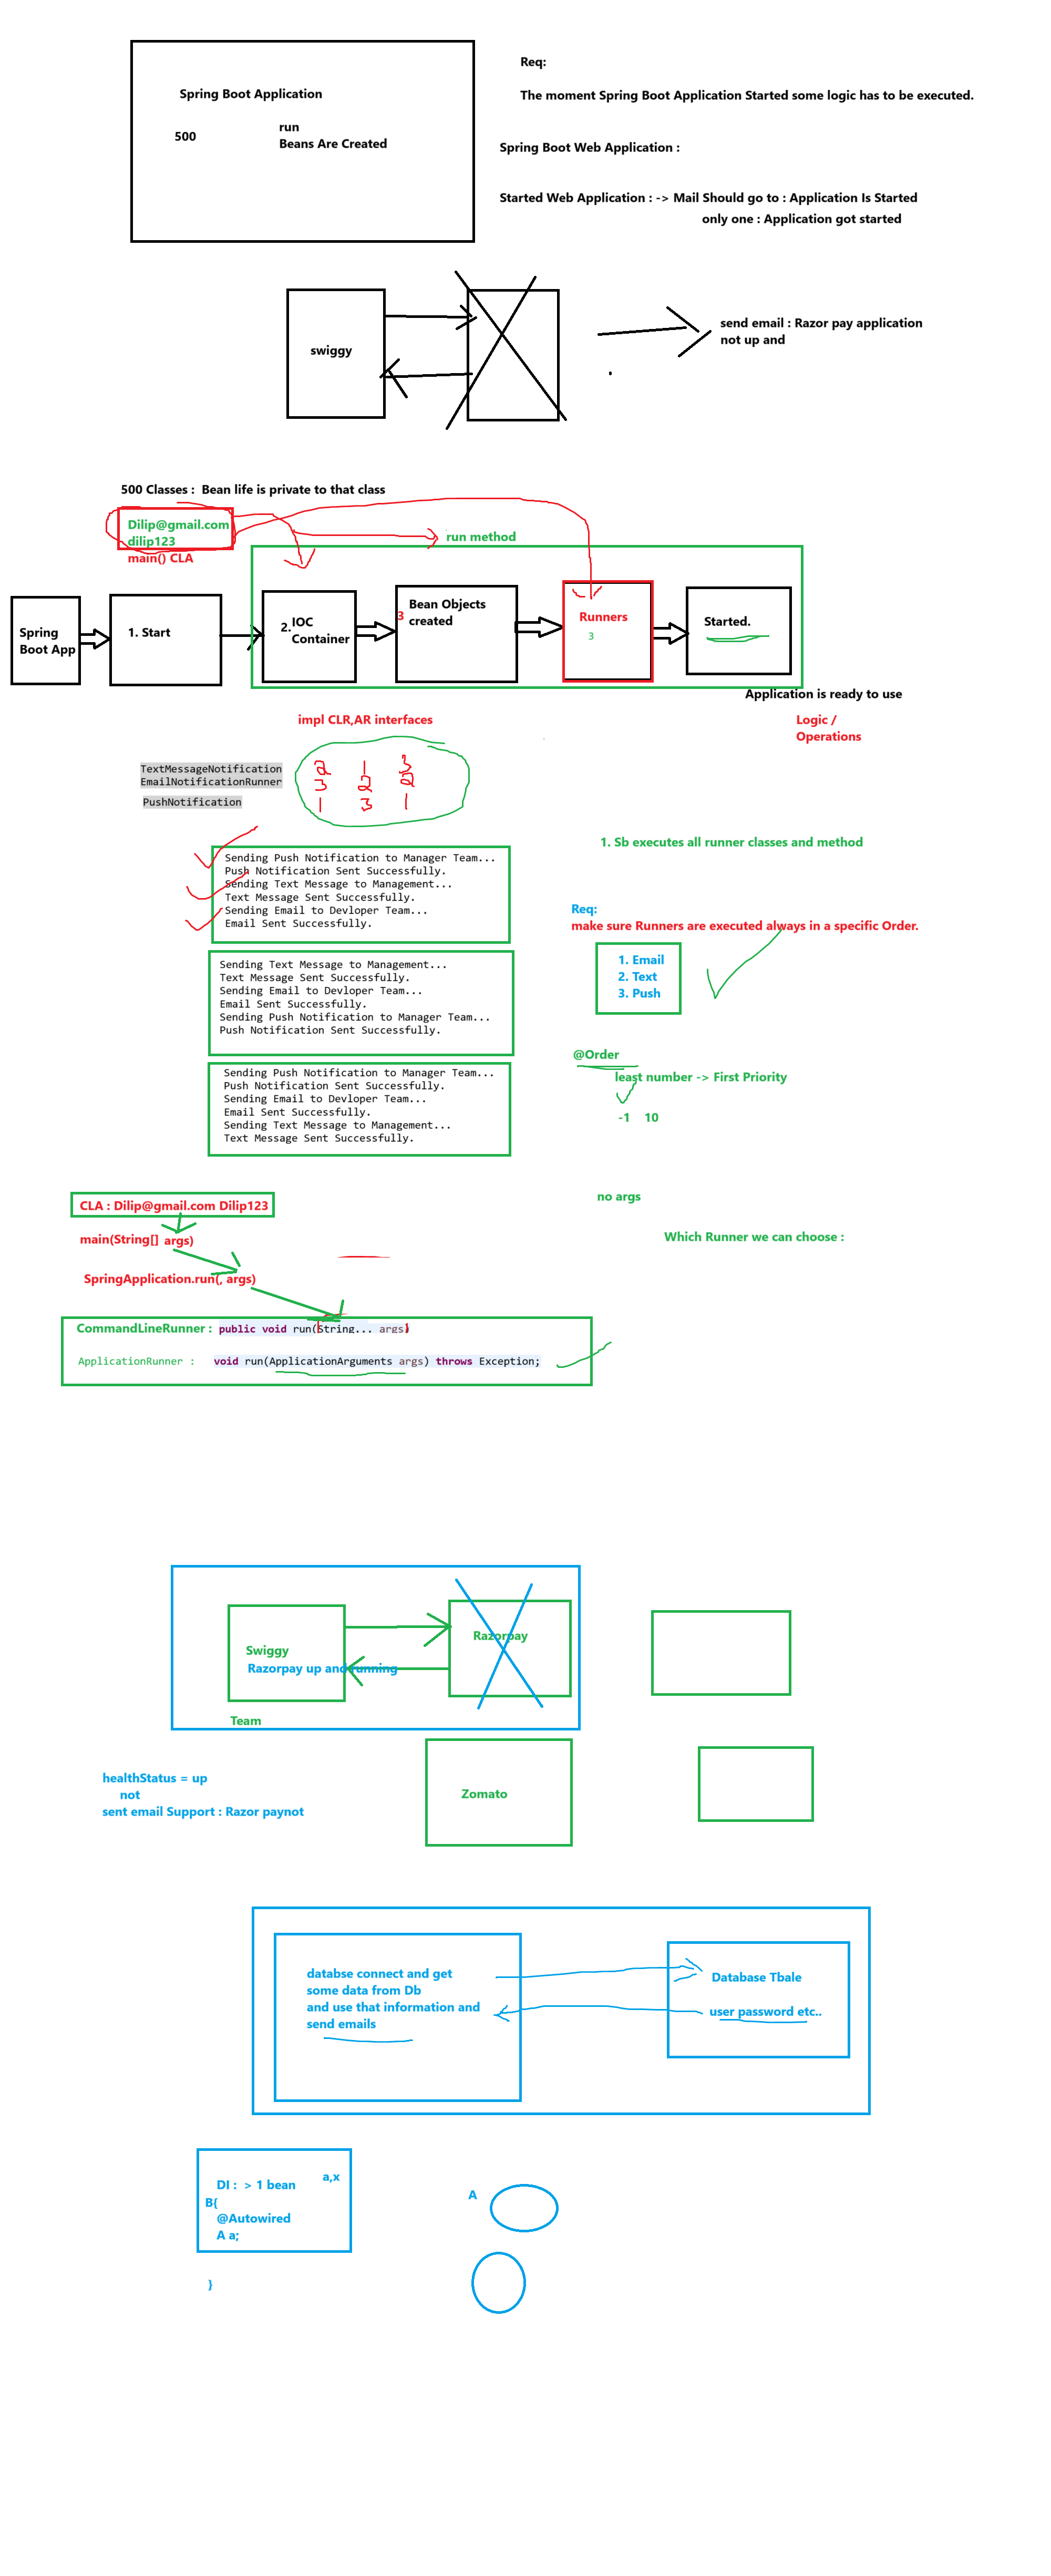 Spring Boot Application
500
run
Beans Are Created
Req:
The moment Spring Boot Application Started some logic has to be executed.
Spring Boot Web Application :
Started Web Application : -> Mail Should go to : Application Is Started
only one : Application got started
swiggy
send email : Razor pay application
not up and
500 Classes : Bean life is private to that class
Dilip@gmail.com
dilip123
main() CLA
run method
Spring
Boot App
1. Start
2. IOC
Container
3
Bean Objects
created
Runners
3
Started.
Application is ready to use
impl CLR,AR interfaces
Logic /
Operations
TextMessageNotification
EmailNotificationRunner
PushNotification
2 1 3
3 2 2
1 3 1
1. Sb executes all runner classes and method
Sending Push Notification to Manager Team...
Push Notification Sent Successfully.
Sending Text Message to Management...
Text Message Sent Successfully.
Sending Email to Devloper Team...
Email Sent Successfully.
Req:
make sure Runners are executed always in a specific Order.
1. Email
2. Text
3. Push
Sending Text Message to Management...
Text Message Sent Successfully.
Sending Email to Devloper Team...
Email Sent Successfully.
Sending Push Notification to Manager Team...
Push Notification Sent Successfully.
@Order
least number -> First Priority
-1 10
Sending Push Notification to Manager Team...
Push Notification Sent Successfully.
Sending Email to Devloper Team...
Email Sent Successfully.
Sending Text Message to Management...
Text Message Sent Successfully.
no args
CLA : Dilip@gmail.com Dilip123
main(String[] args)
Which Runner we can choose :
SpringApplication.run(, args)
CommandLineRunner : public void run(String... args)
ApplicationRunner : void run(ApplicationArguments args) throws Exception;
Swiggy
Razorpay up and running
Razorpay
Team
healthStatus = up
not
sent email Support : Razor paynot
Zomato
databse connect and get
some data from Db
and use that information and
send emails
Database Tbale
user password etc..
DI : > 1 bean
a,x
B{
@Autowired
A a;
}
A